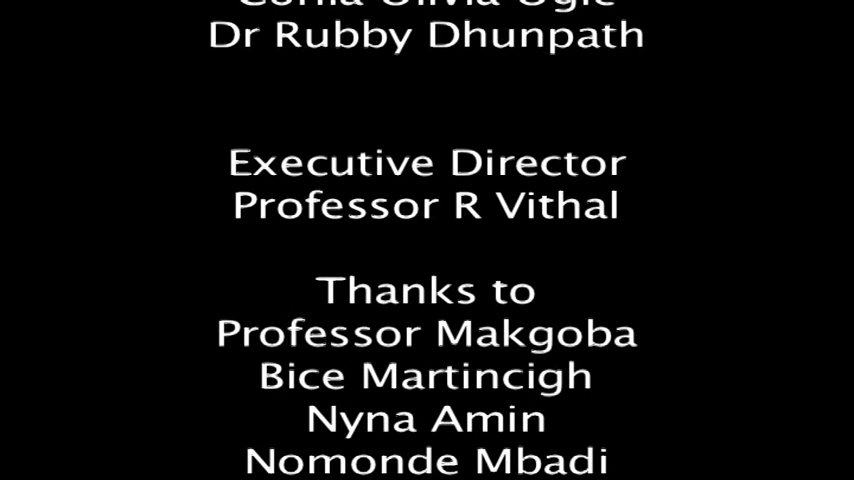 Dr Rubby Dhunpath
Executive Director
Professor R Vithal
Thanks to
Professor Makgoba
Bice Martincigh
Nyna Amin
Nomonde Mbadi